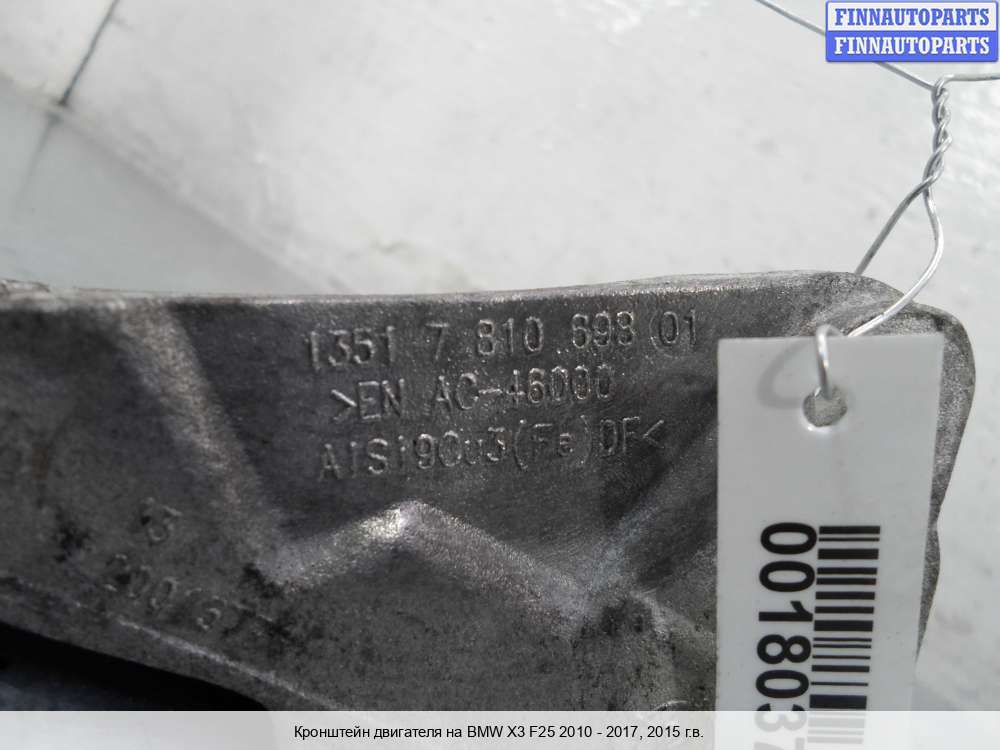 FINNAUTOPARTS
FINNAUTOPARTS
1351 7 810 698 01
>EN AC-46000
AlSi9Cu3(Fe)DF<
3
Кронштейн двигателя на BMW X3 F25 2010 - 2017, 2015 г.в.